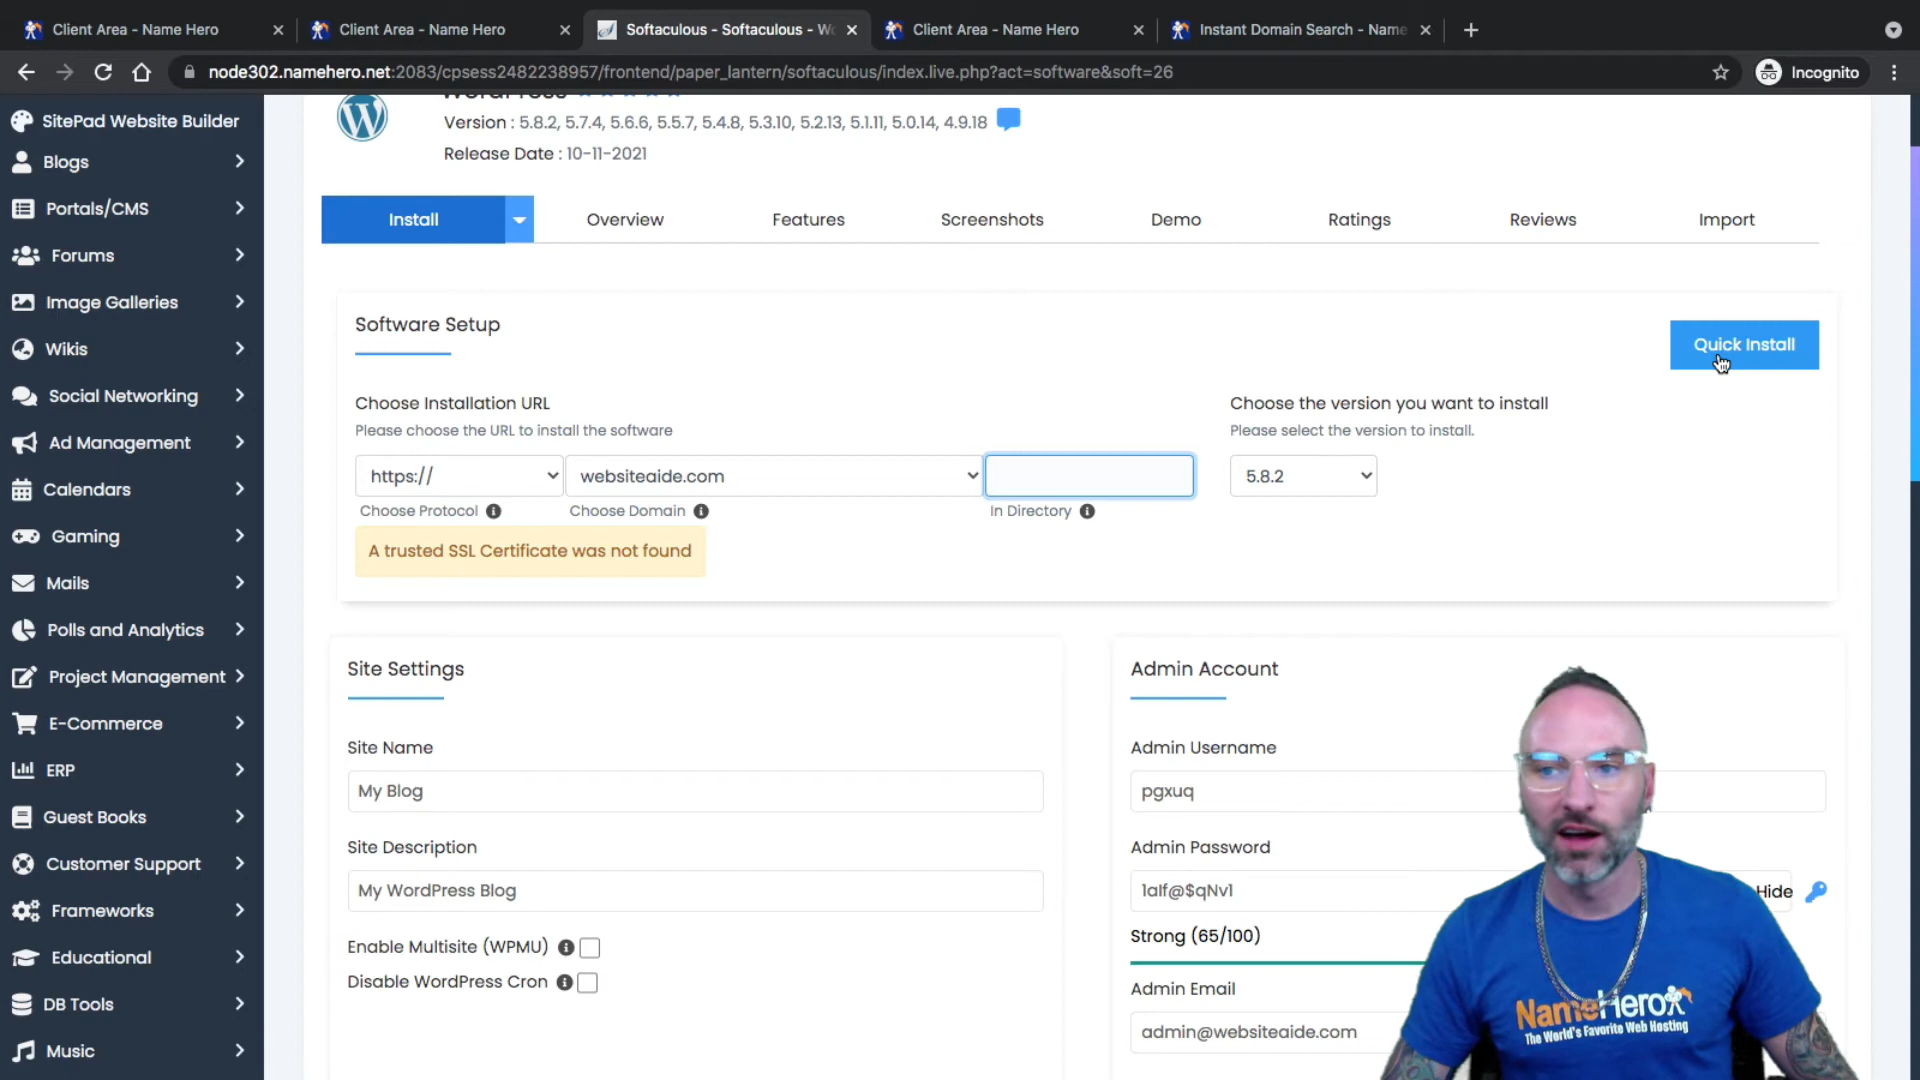 Client Area - Name Hero
Client Area - Name Hero
Softaculous - Softaculous - Wo
Client Area - Name Hero
Instant Domain Search - Name
node302.namehero.net:2083/cpsess2482238957/frontend/paper_lantern/softaculous/index.live.php?act=software&soft=26
Incognito
SitePad Website Builder
Blogs
Portals/CMS
Forums
Image Galleries
Wikis
Social Networking
Ad Management
Calendars
Gaming
Mails
Polls and Analytics
Project Management
E-Commerce
ERP
Guest Books
Customer Support
Frameworks
Educational
DB Tools
Music
WordPress
Version : 5.8.2, 5.7.4, 5.6.6, 5.5.7, 5.4.8, 5.3.10, 5.2.13, 5.1.11, 5.0.14, 4.9.18
Release Date : 10-11-2021
Install
Overview
Features
Screenshots
Demo
Ratings
Reviews
Import
Software Setup
Quick Install
Choose Installation URL
Please choose the URL to install the software
https://
websiteaide.com
Choose Protocol
Choose Domain
In Directory
A trusted SSL Certificate was not found
Choose the version you want to install
Please select the version to install.
5.8.2
Site Settings
Site Name
My Blog
Site Description
My WordPress Blog
Enable Multisite (WPMU)
Disable WordPress Cron
Admin Account
Admin Username
pgxuq
Admin Password
Hide
Strong (65/100)
Admin Email
admin@websiteaide.com
NameHero
The World's Favorite Web Hosting